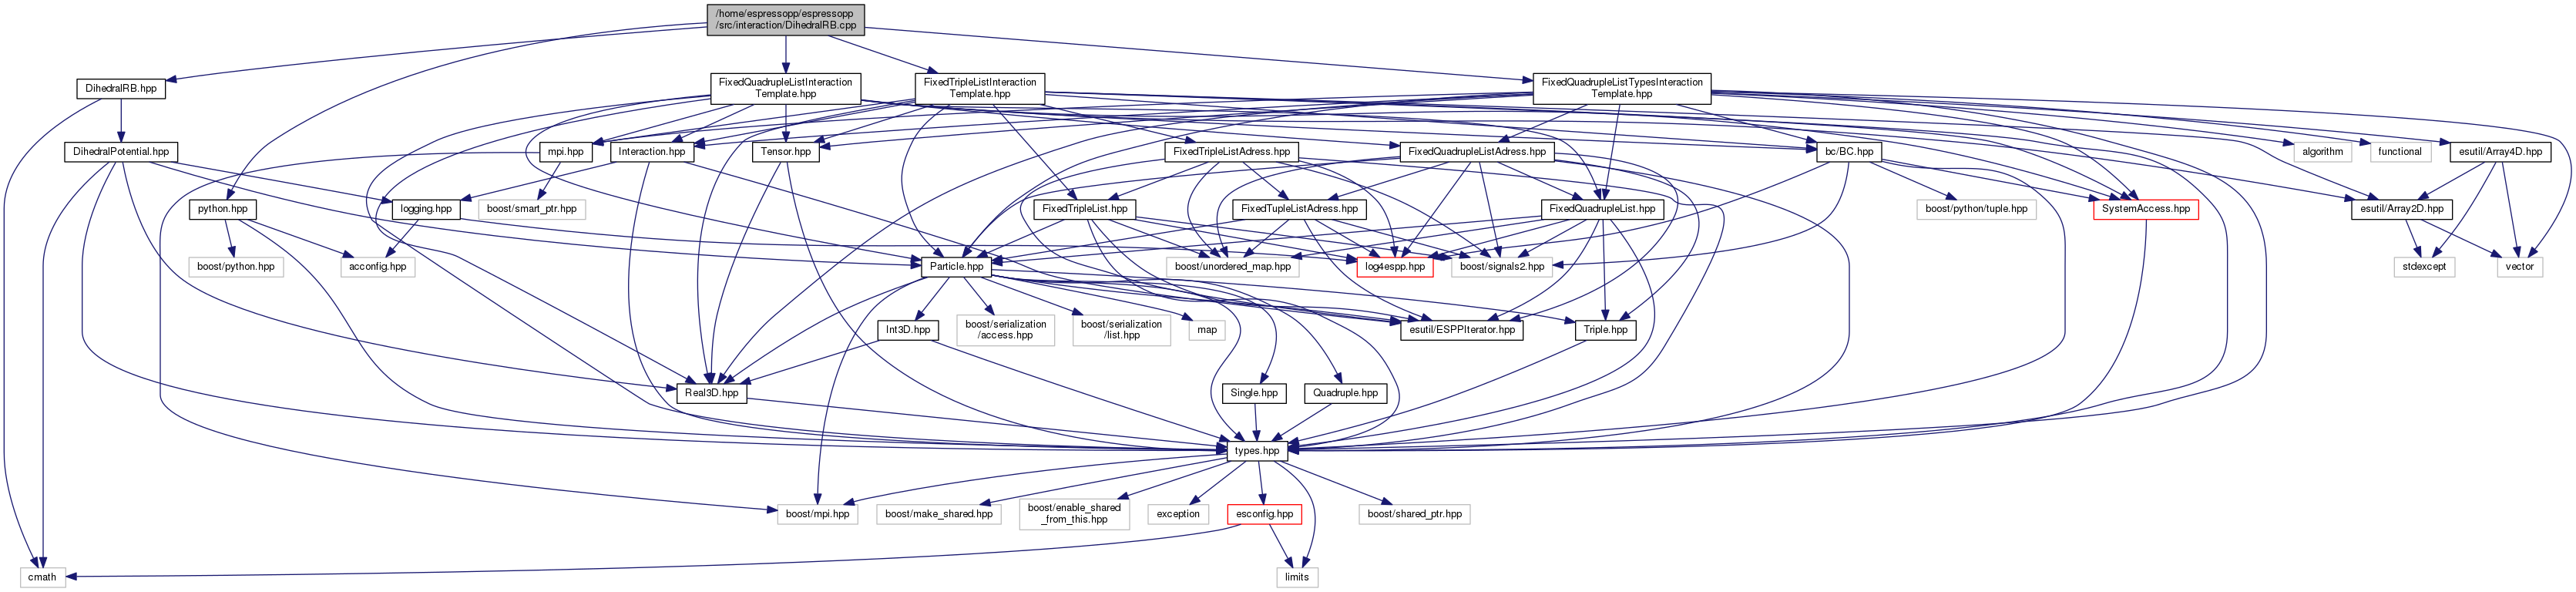 /home/espressopp/espressopp
/src/interaction/DihedralRB.cpp
DihedralRB.hpp
FixedQuadrupleListInteraction
Template.hpp
FixedTripleListInteraction
Template.hpp
FixedQuadrupleListTypesInteraction
Template.hpp
DihedralPotential.hpp
mpi.hpp
Interaction.hpp
Tensor.hpp
FixedTripleListAdress.hpp
FixedQuadrupleListAdress.hpp
bc/BC.hpp
algorithm
functional
esutil/Array4D.hpp
python.hpp
logging.hpp
boost/smart_ptr.hpp
FixedTripleList.hpp
FixedTupleListAdress.hpp
FixedQuadrupleList.hpp
boost/python/tuple.hpp
SystemAccess.hpp
esutil/Array2D.hpp
boost/python.hpp
acconfig.hpp
Particle.hpp
boost/unordered_map.hpp
log4espp.hpp
boost/signals2.hpp
stdexcept
vector
Int3D.hpp
boost/serialization
/access.hpp
boost/serialization
/list.hpp
map
esutil/ESPPIterator.hpp
Triple.hpp
Real3D.hpp
Single.hpp
Quadruple.hpp
types.hpp
boost/mpi.hpp
boost/make_shared.hpp
boost/enable_shared
_from_this.hpp
exception
esconfig.hpp
boost/shared_ptr.hpp
cmath
limits